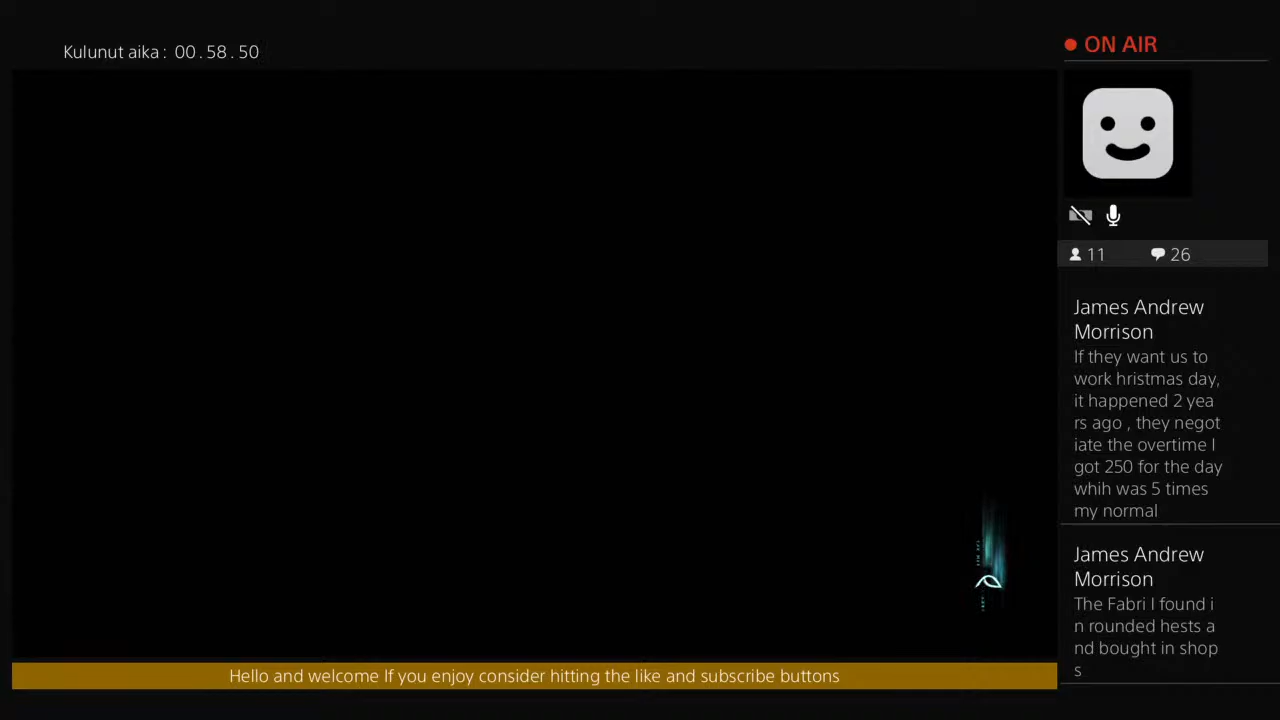 Kulunut aika : 00 . 58 . 50
ON AIR
11
26
James Andrew
Morrison
If they want us to
work hristmas day,
it happened 2 yea
rs ago , they negot
iate the overtime I
got 250 for the day
whih was 5 times
my normal
James Andrew
Morrison
The Fabri I found i
n rounded hests a
nd bought in shop
s
Hello and welcome If you enjoy consider hitting the like and subscribe buttons